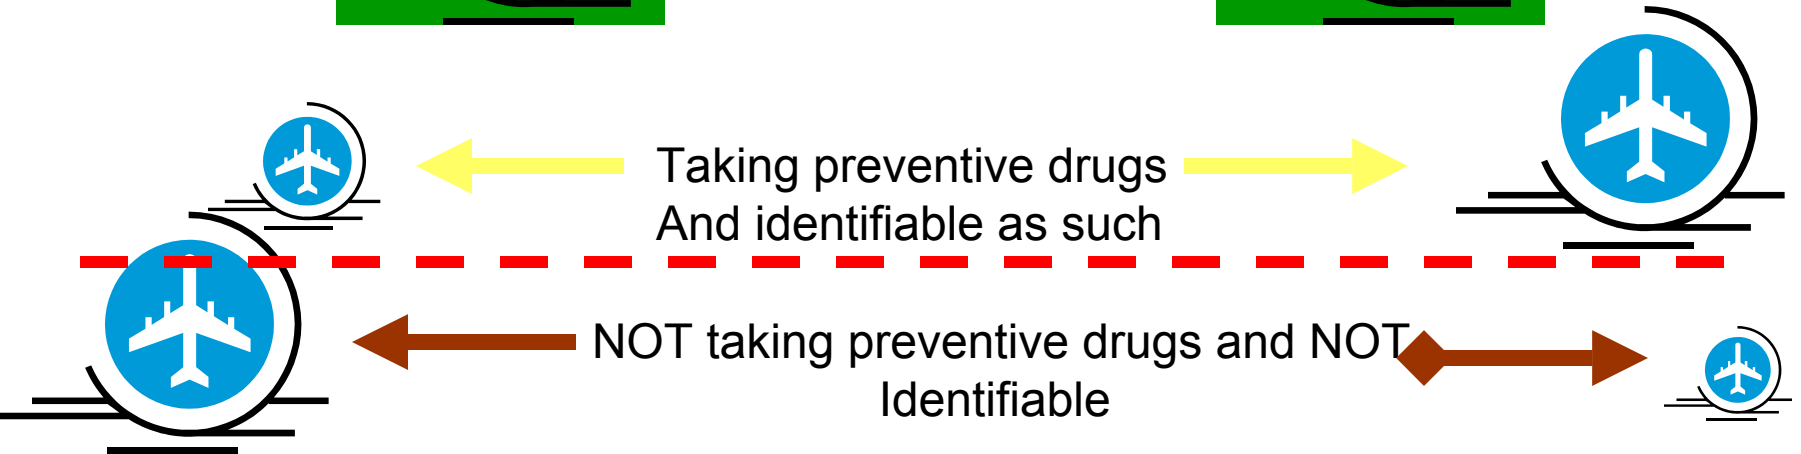 Taking preventive drugs
And identifiable as such
NOT taking preventive drugs and NOT
Identifiable